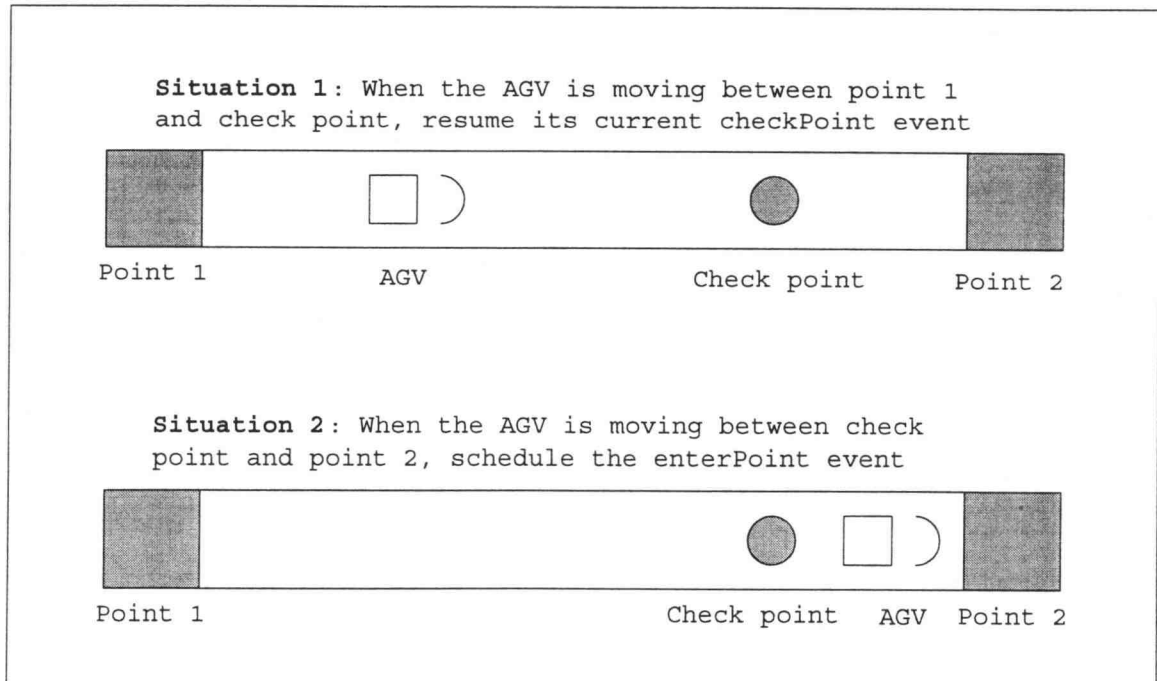 Situation 1: When the AGV is moving between point 1
and check point, resume its current checkPoint event
Point 1 AGV Check point Point 2
Situation 2: When the AGV is moving between check
point and point 2, schedule the enterPoint event
Point 1 Check point AGV Point 2